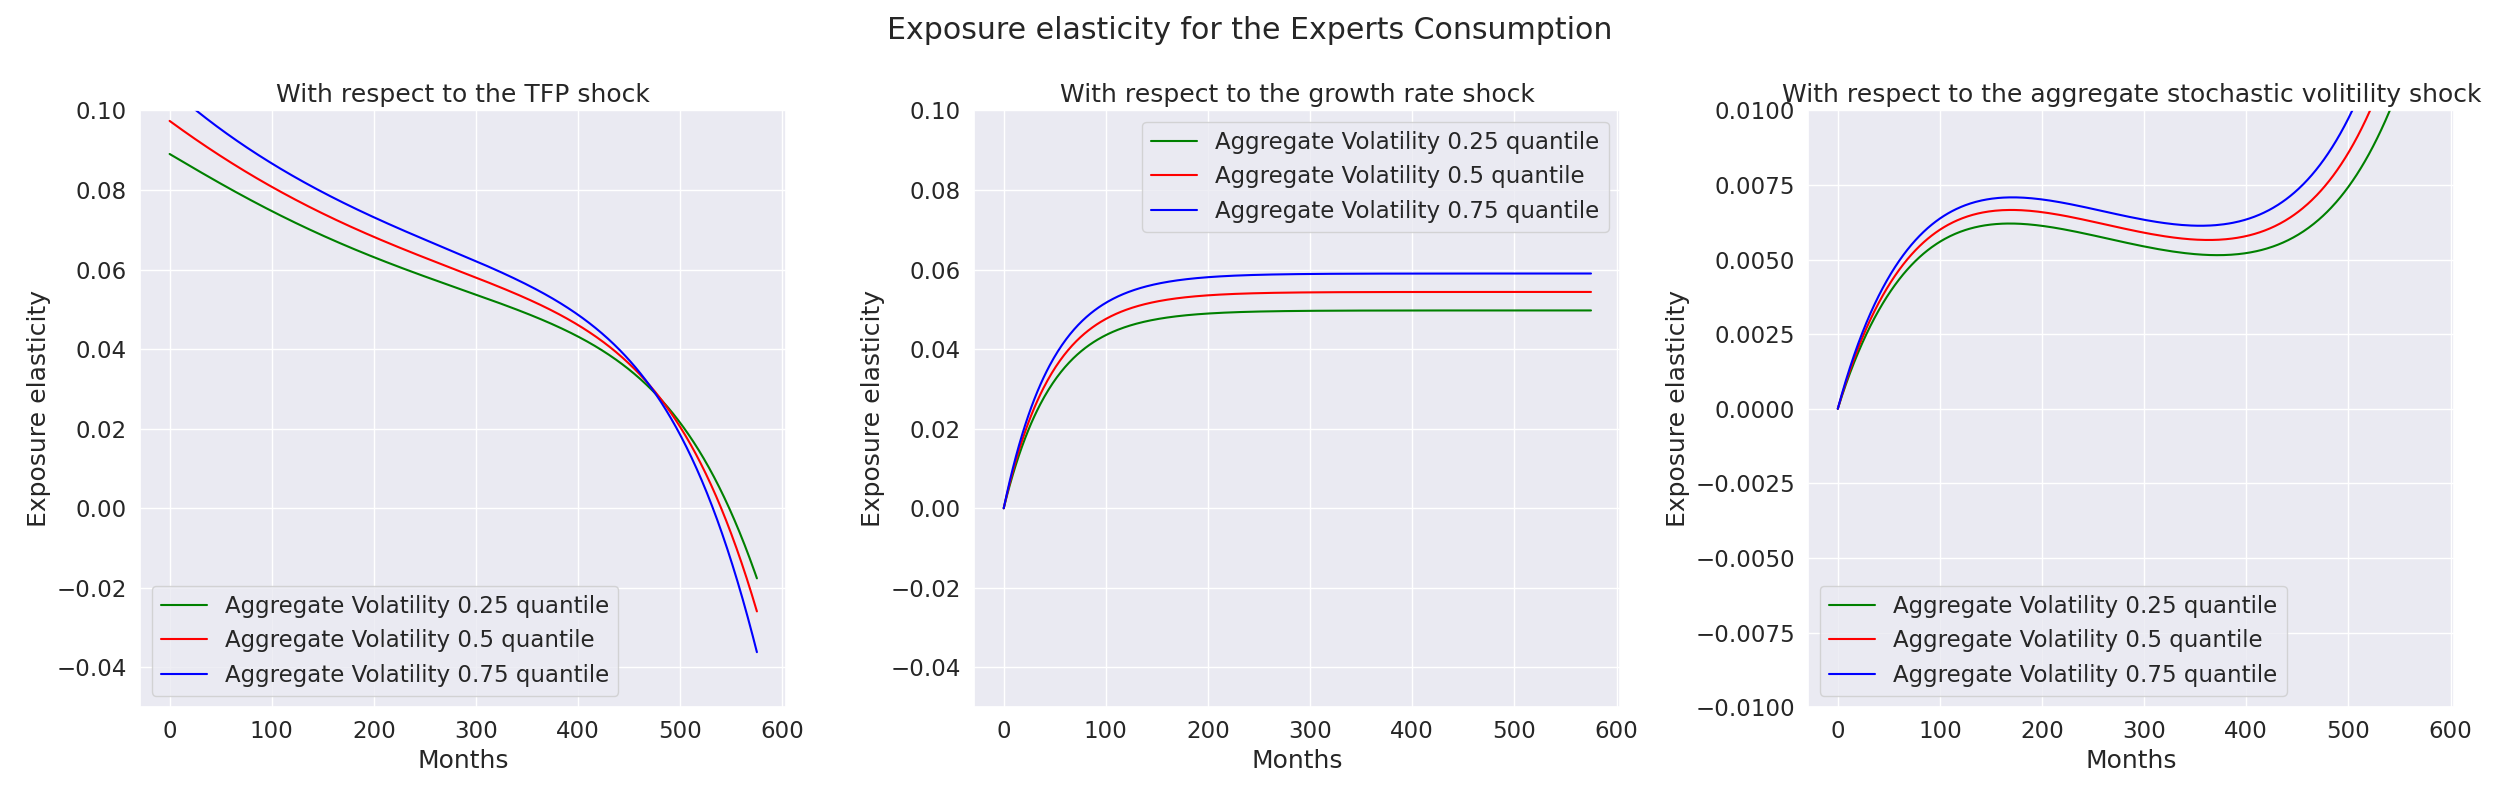 Exposure elasticity for the Experts Consumption
With respect to the TFP shock
0.10
0.08
0.06
0.04
0.02
0.00
−0.02
−0.04
Exposure elasticity
Aggregate Volatility 0.25 quantile
Aggregate Volatility 0.5 quantile
Aggregate Volatility 0.75 quantile
0 100 200 300 400 500 600
Months
With respect to the growth rate shock
0.10
0.08
0.06
0.04
0.02
0.00
−0.02
−0.04
Exposure elasticity
Aggregate Volatility 0.25 quantile
Aggregate Volatility 0.5 quantile
Aggregate Volatility 0.75 quantile
0 100 200 300 400 500 600
Months
With respect to the aggregate stochastic volitility shock
0.0100
0.0075
0.0050
0.0025
0.0000
−0.0025
−0.0050
−0.0075
−0.0100
Exposure elasticity
Aggregate Volatility 0.25 quantile
Aggregate Volatility 0.5 quantile
Aggregate Volatility 0.75 quantile
0 100 200 300 400 500 600
Months